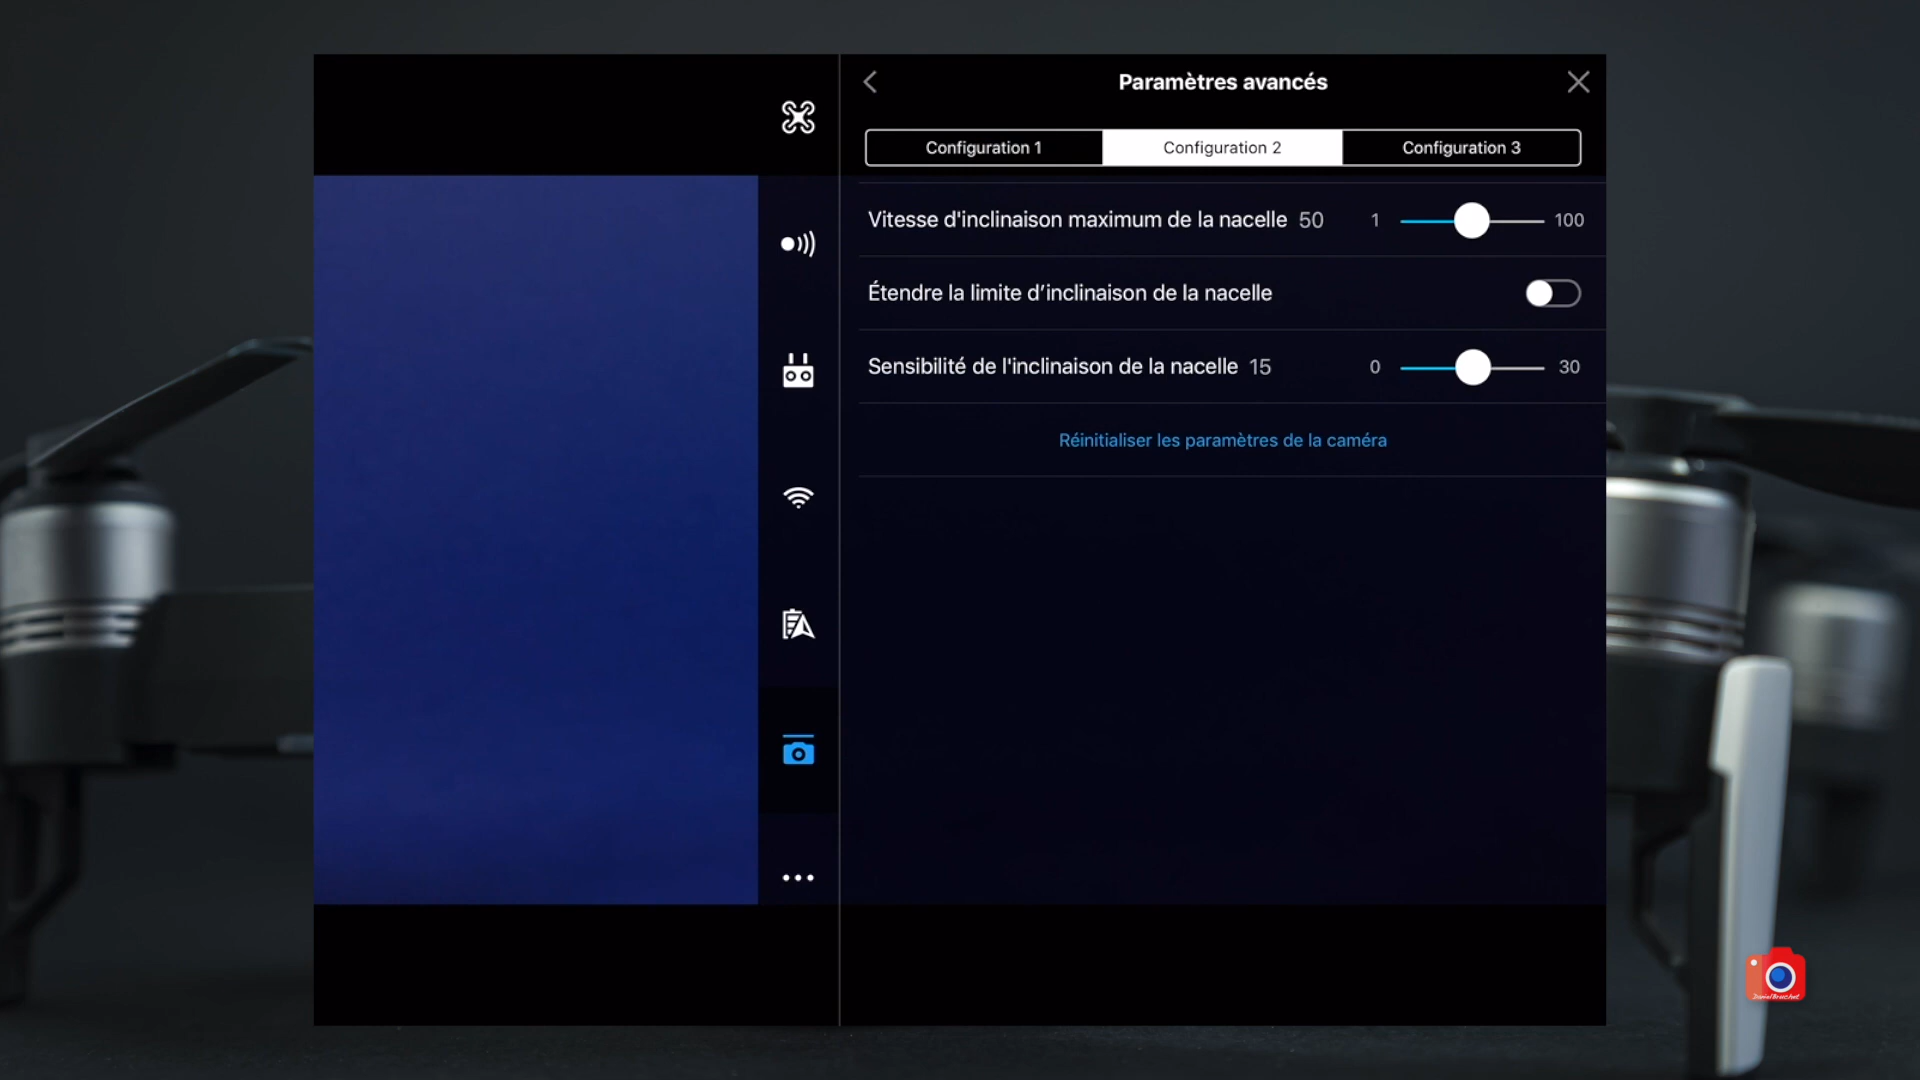 Paramètres avancés
Configuration 1
Configuration 2
Configuration 3
Vitesse d'inclinaison maximum de la nacelle 50 1 100
Étendre la limite d’inclinaison de la nacelle
Sensibilité de l'inclinaison de la nacelle 15 0 30
Réinitialiser les paramètres de la caméra